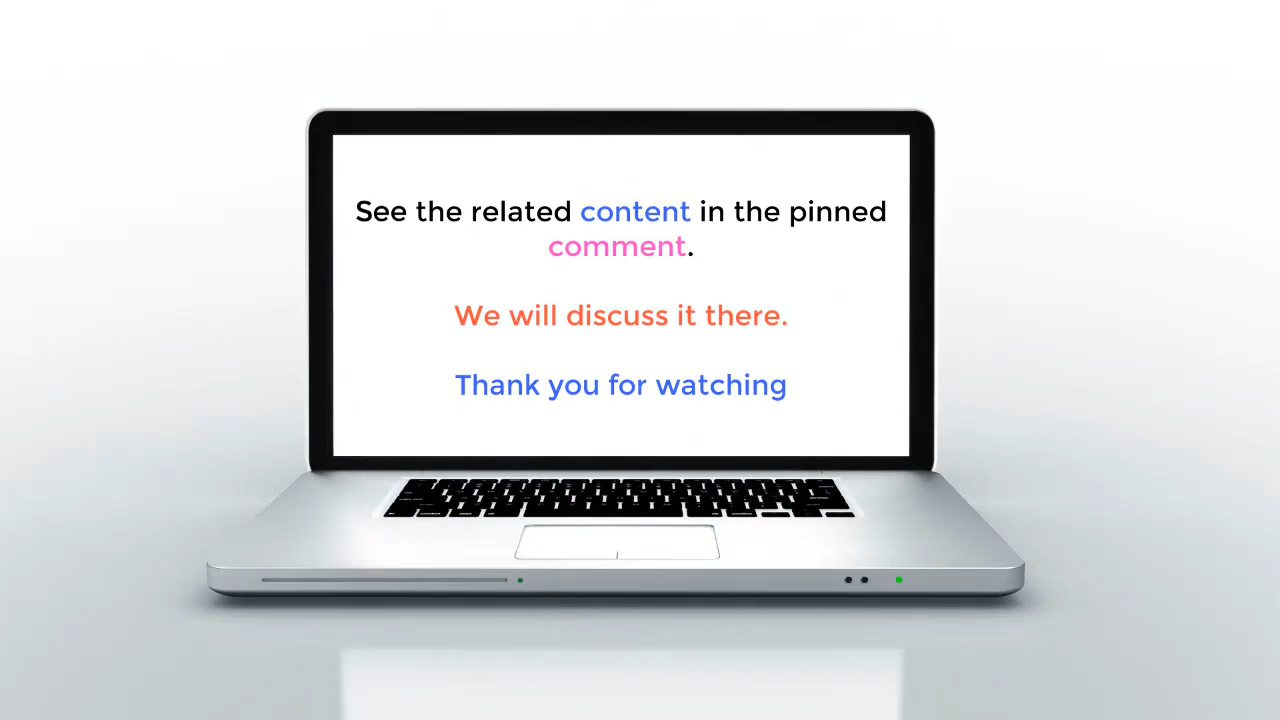 See the related content in the pinned
comment.
We will discuss it there.
Thank you for watching